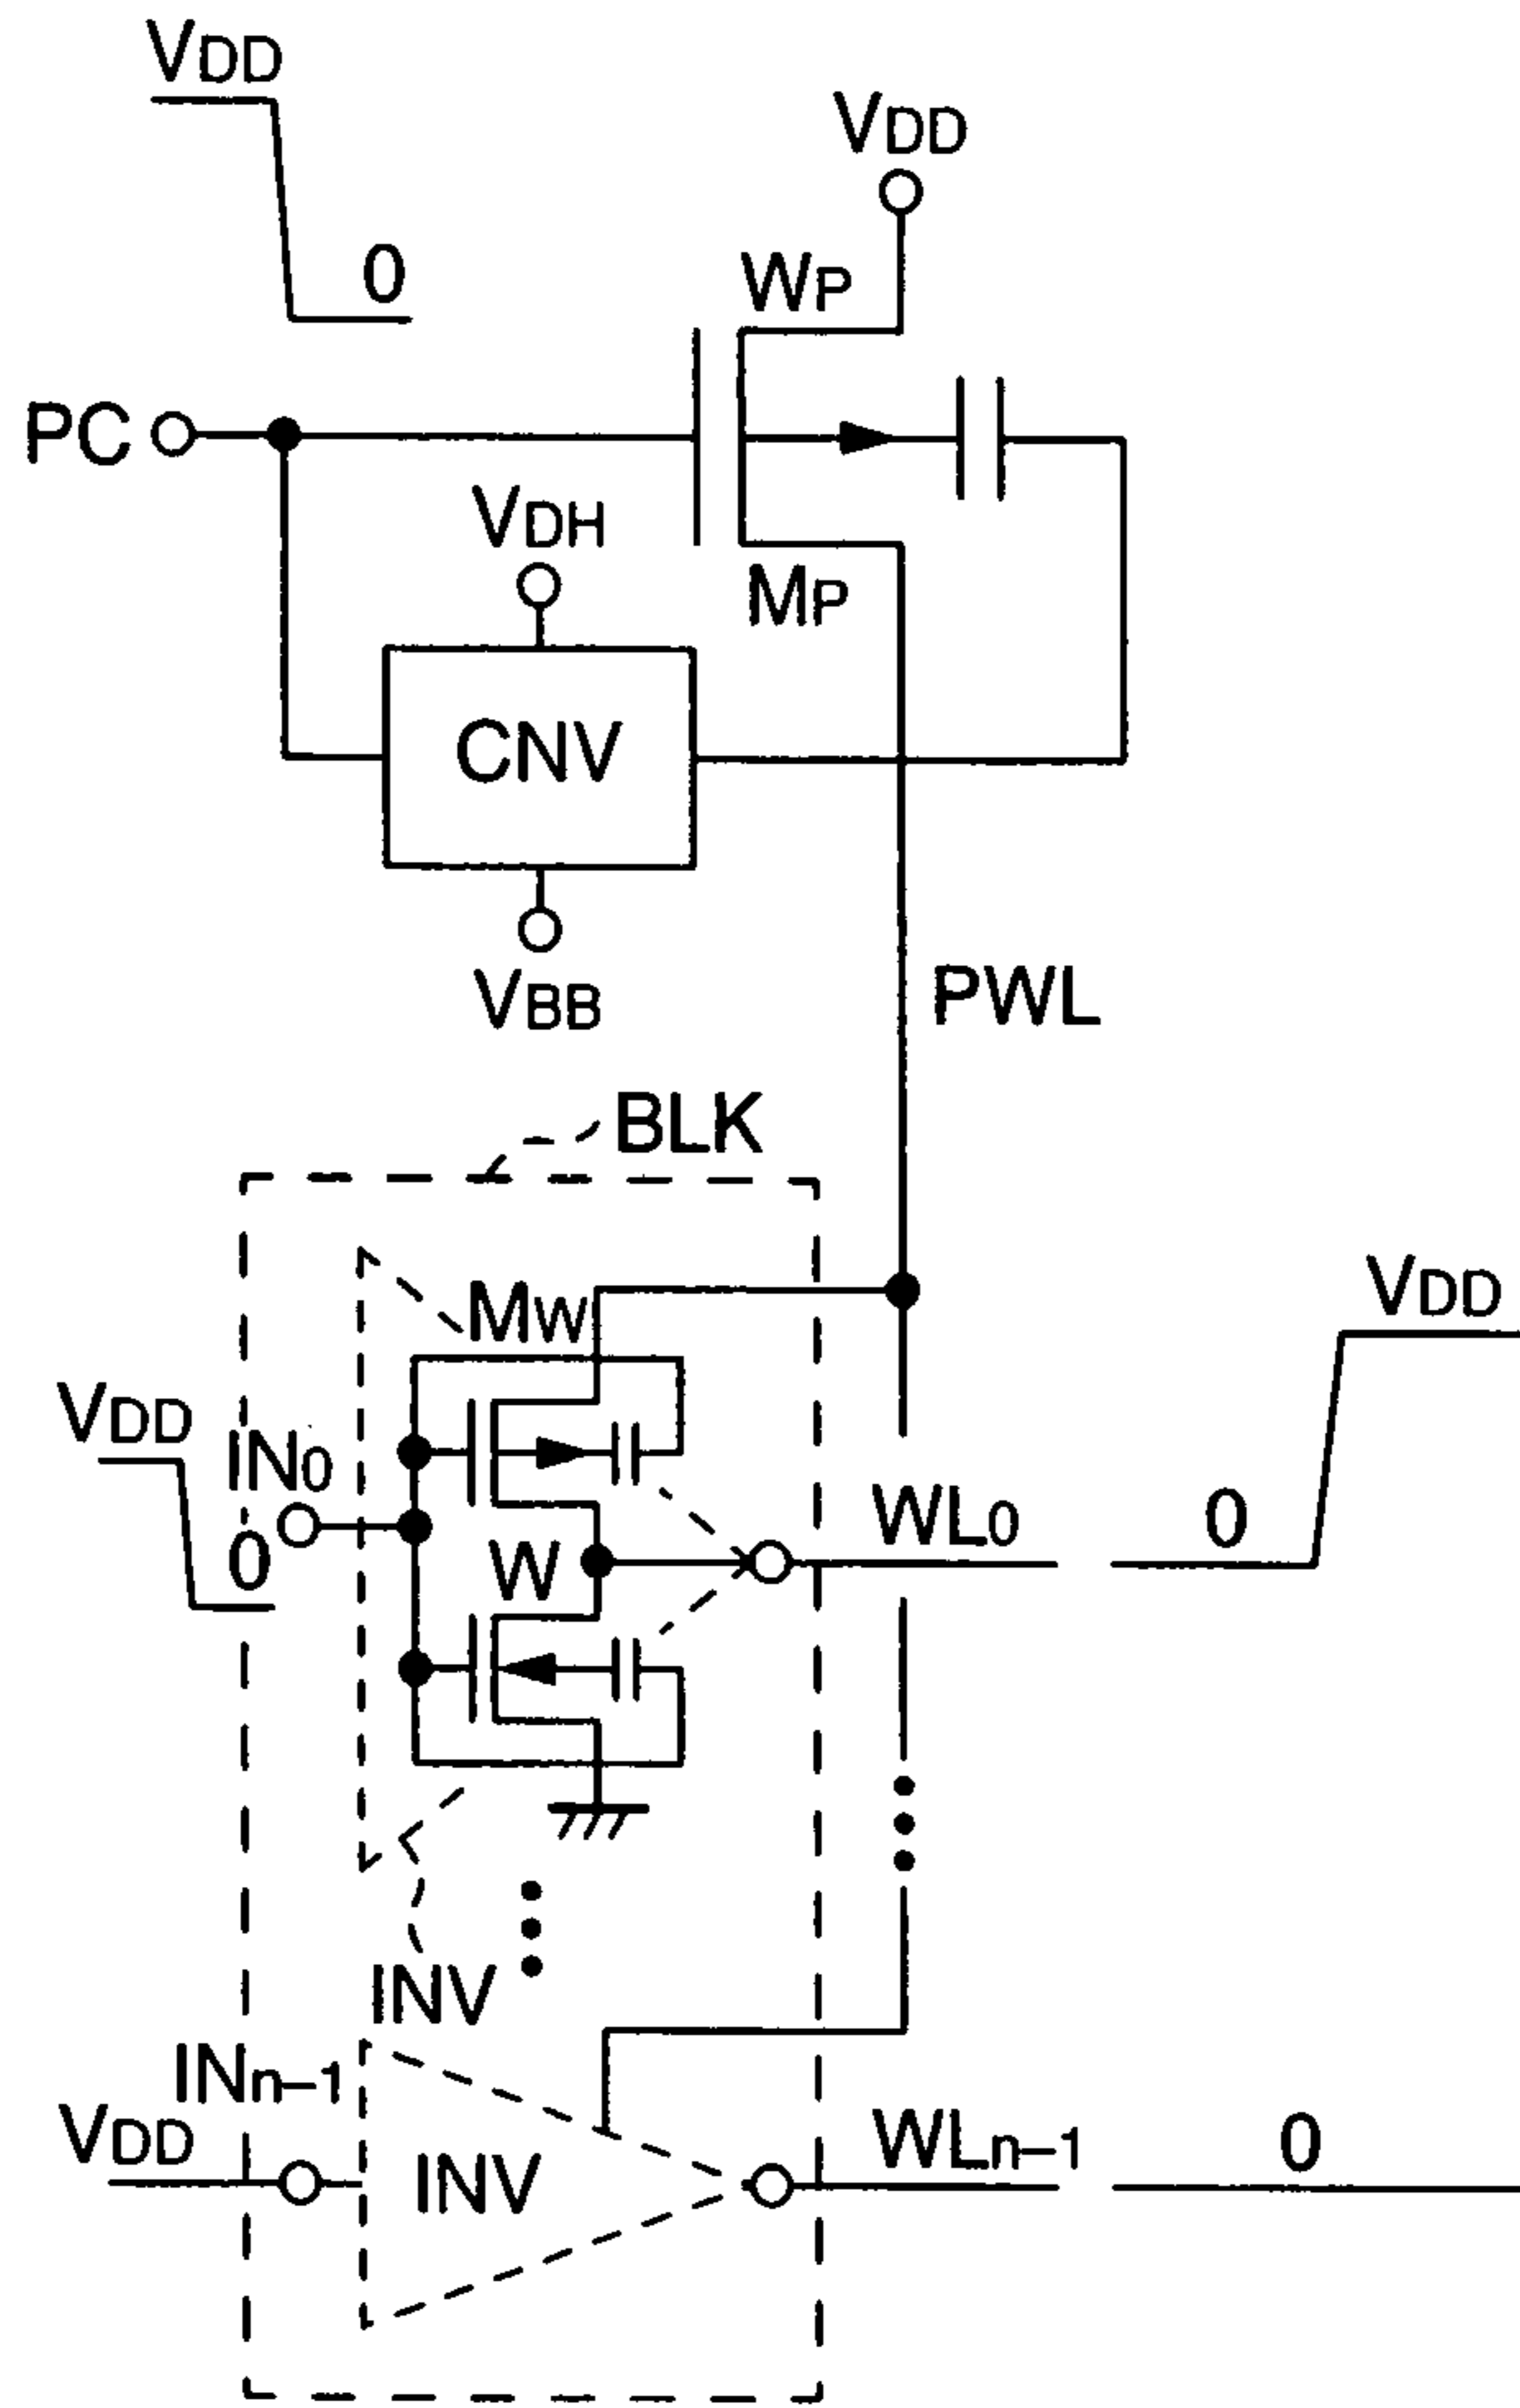 VDD
VDD
0
WP
PC
VDH
MP
CNV
VBB
PWL
BLK
VDD
MW
VDD
IN0
WL0
0
0
W
INV
INn-1
VDD
WLn-1
0
INV